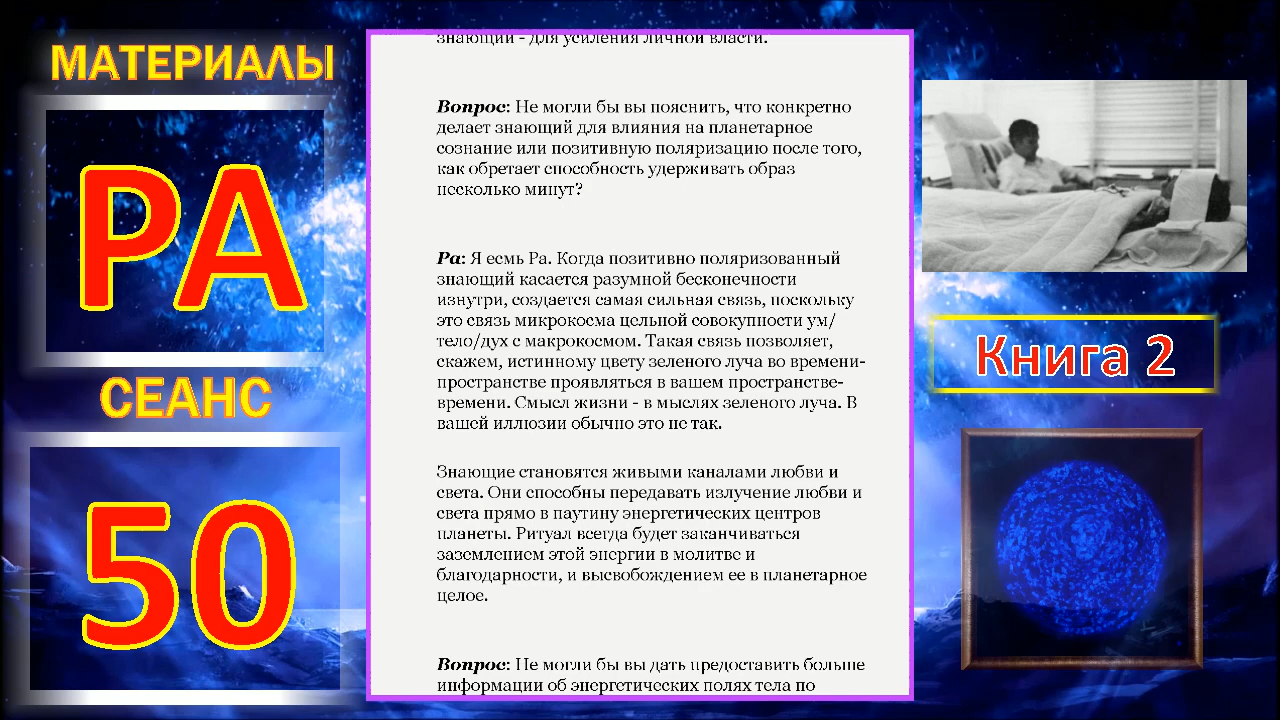 МАТЕРИАЛЫ
РА
СЕАНС
50
знающий - для усиления личной власти.
Вопрос: Не могли бы вы пояснить, что конкретно
делает знающий для влияния на планетарное
сознание или позитивную поляризацию после того,
как обретает способность удерживать образ
несколько минут?
Ра: Я есмь Ра. Когда позитивно поляризованный
знающий касается разумной бесконечности
изнутри, создается самая сильная связь, поскольку
это связь микрокосма цельной совокупности ум/
тело/дух с макрокосмом. Такая связь позволяет,
скажем, истинному цвету зеленого луча во времени-
пространстве проявляться в вашем пространстве-
времени. Смысл жизни - в мыслях зеленого луча. В
вашей иллюзии обычно это не так.
Знающие становятся живыми каналами любви и
света. Они способны передавать излучение любви и
света прямо в паутину энергетических центров
планеты. Ритуал всегда будет заканчиваться
заземлением этой энергии в молитве и
благодарности, и высвобождением ее в планетарное
целое.
Вопрос: Не могли бы вы дать предоставить больше
информации об энергетических полях тела по
Книга 2